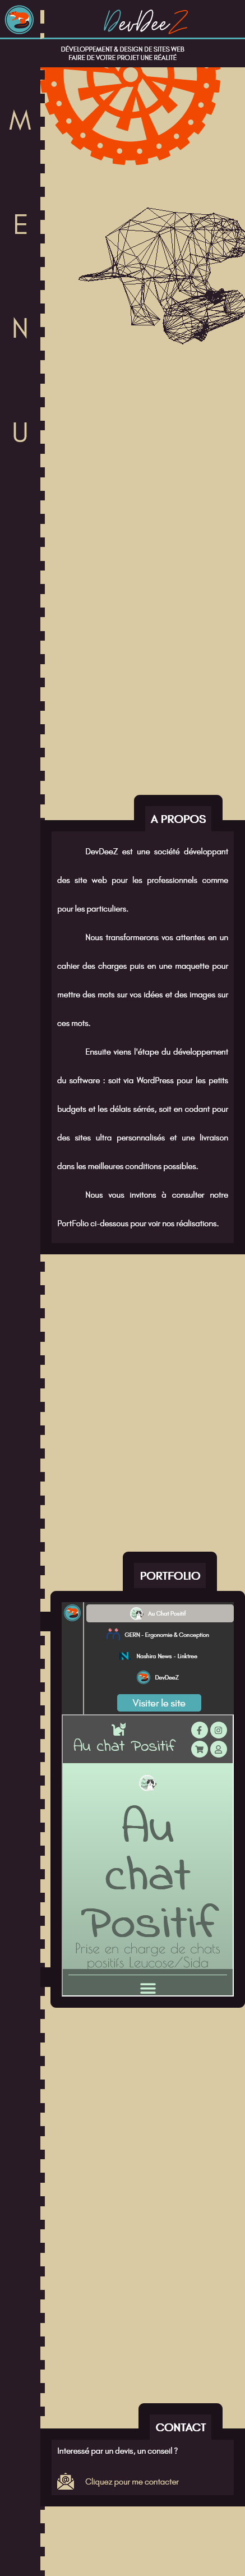 DevDeeZ
DÉVELOPPEMENT & DESIGN DE SITES WEB
FAIRE DE VOTRE PROJET UNE RÉALITÉ
M
E
N
U
A PROPOS
DevDeeZ est une société développant
des site web pour les professionnels comme
pour les particuliers.
Nous transformerons vos attentes en un
cahier des charges puis en une maquette pour
mettre des mots sur vos idées et des images sur
ces mots.
Ensuite viens l'étape du développement
du software : soit via WordPress pour les petits
budgets et les délais sérrés, soit en codant pour
des sites ultra personnalisés et une livraison
dans les meilleures conditions possibles.
Nous vous invitons à consulter notre
PortFolio ci-dessous pour voir nos réalisations.
PORTFOLIO
Au Chat Positif
GERN - Ergonomie & Conception
Nashira News - Linktree
DevDeeZ
Visiter le site
Au chat Positif
Au
chat
Positif
Prise en charge de chats
positifs Leucose/Sida
CONTACT
Interessé par un devis, un conseil ?
Cliquez pour me contacter